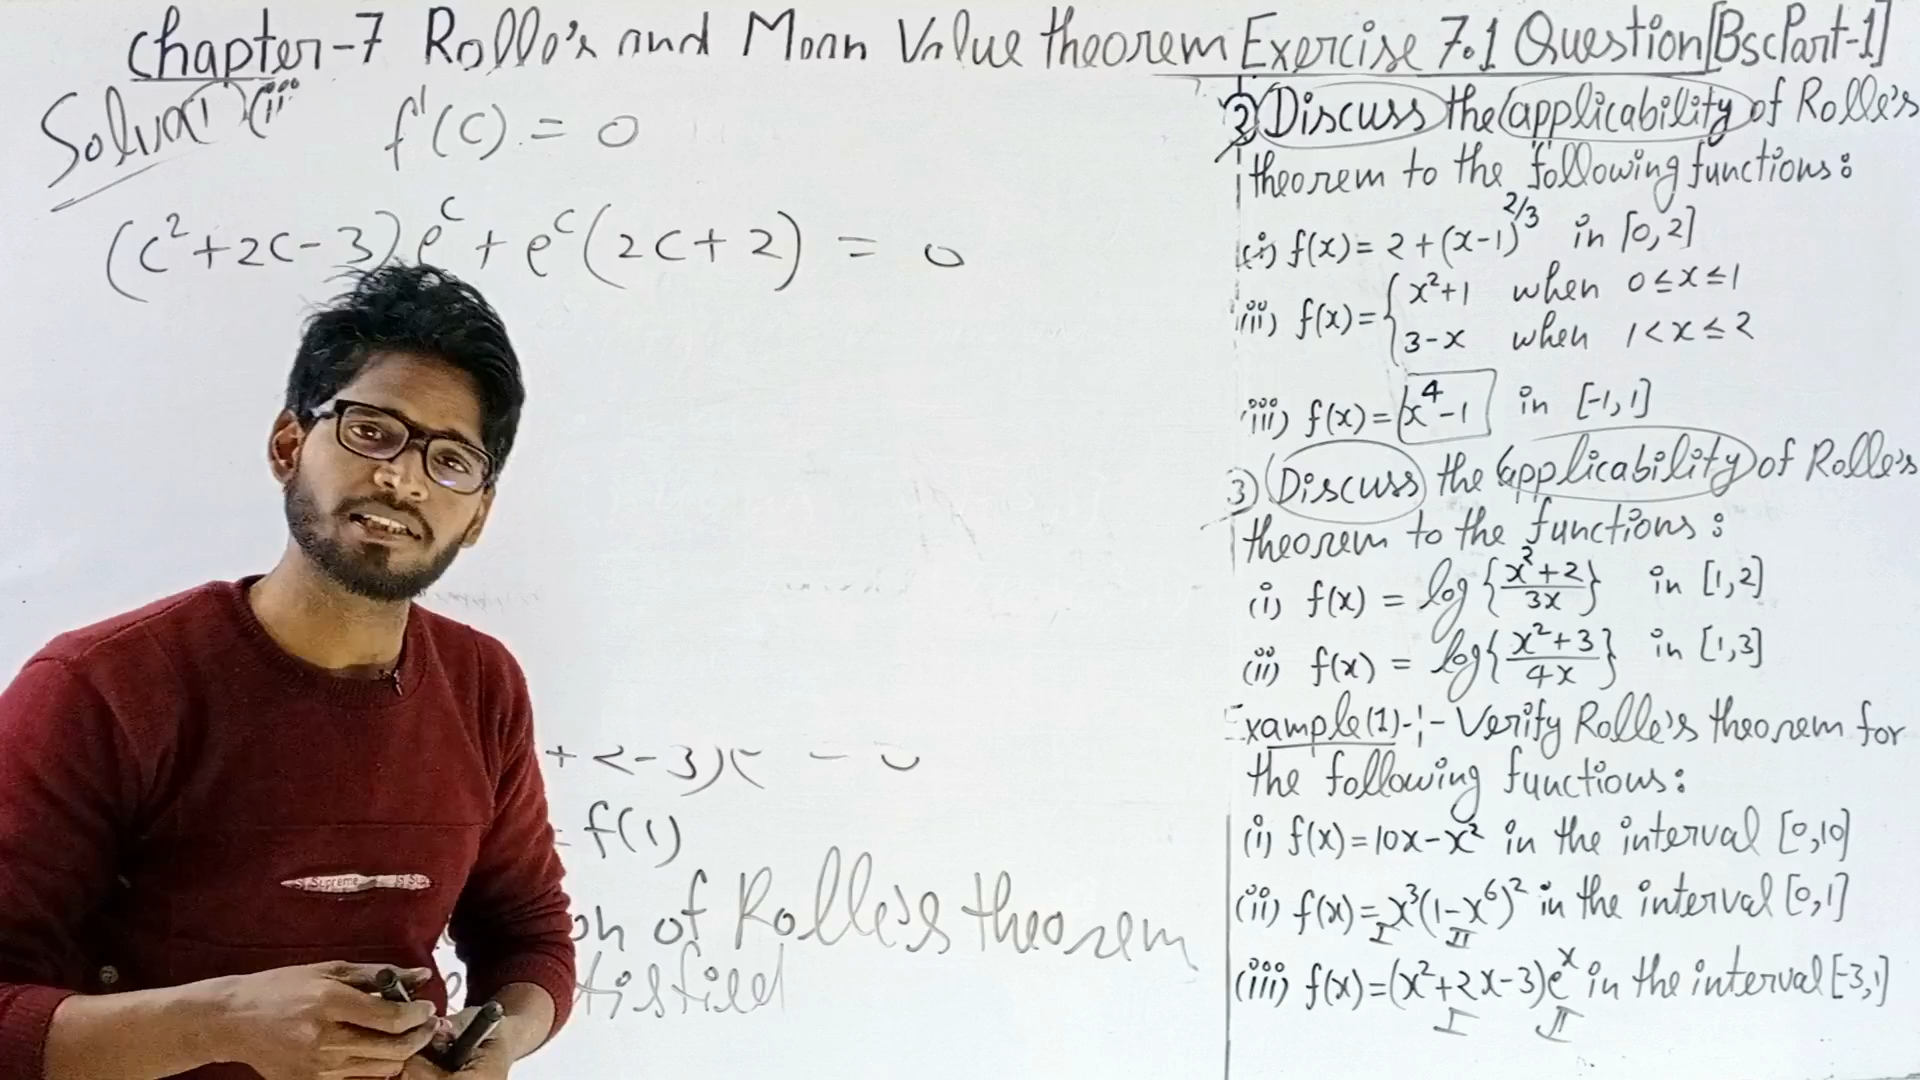 Chapter-7 Rolle's and Mean Value theorem Exercise 7.1 Question [Bsc Part-1]
(iii
f'(c) = 0
(c²+2c-3)e^c + e^c(2c+2) = 0
+2-3)
f(1)
of Rolle's theorem
2) Discuss the applicability of Rolle's
theorem to the following functions:
(i) f(x) = 2+(x-1)^2/3 in [0,2]
(ii) f(x) = { x²+1 when 0≤x≤1
3-x when 1<x≤2
(iii) f(x) = x⁴-1 in [-1,1]
3) Discuss the applicability of Rolle's
theorem to the functions:
(i) f(x) = log{x²+2/3x} in [1,2]
(ii) f(x) = log{x²+3/4x} in [1,3]
Example(1)-:- Verify Rolle's theorem for
the following functions:
(i) f(x)=10x-x² in the interval [0,10]
(ii) f(x)=x³(1-x⁶)² in the interval [0,1]
I II
(iii) f(x)=(x²+2x-3)e^x in the interval [-3,1]
I II
Supreme